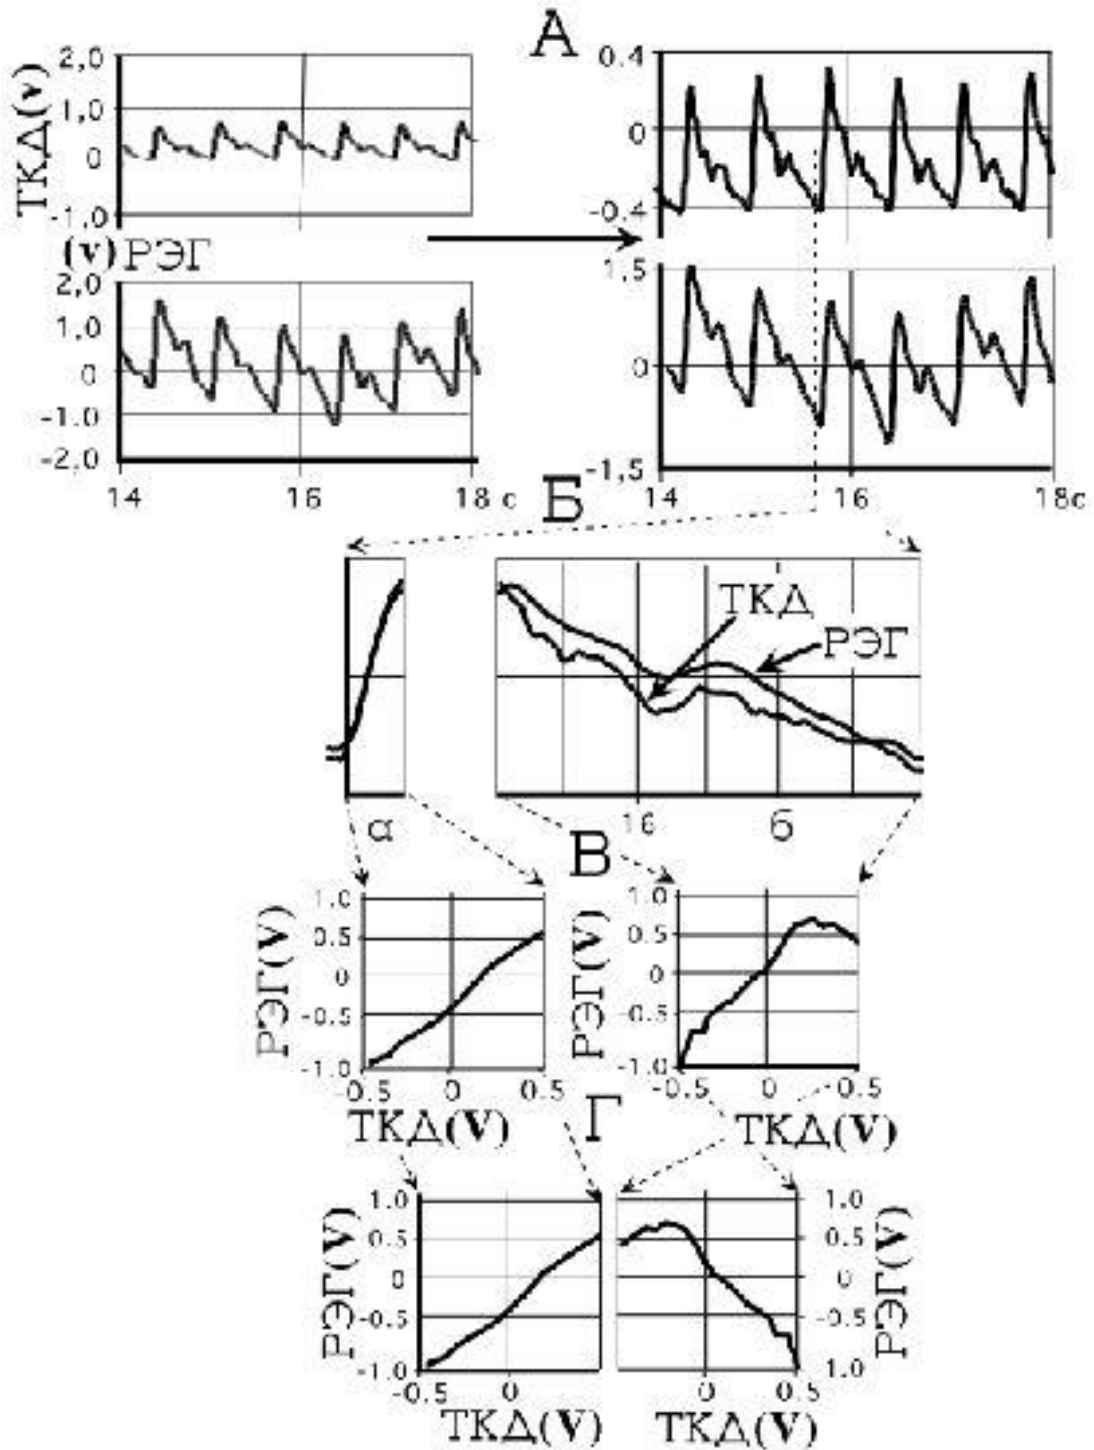 А
2,0
1,0
0
-1,0
ТКД(v)
0.4
0
-0.4
(v) РЭГ
2,0
1.0
0
-1.0
-2,0
14 16 18 с
1,5
0
-1,5
14 16 18с
Б
ТКД
РЭГ
а 16 б
В
1.0
0.5
0
-0.5
-1.0
РЭГ(V)
-0.5 0 0.5
ТКД(V)
1.0
0.5
0
-0.5
-1.0
РЭГ(V)
-0.5 0 0.5
ТКД(V)
Г
1.0
0.5
0
-0.5
-1.0
РЭГ(V)
-0.5 0
ТКД(V)
1.0
0.5
0
-0.5
-1.0
РЭГ(V)
0 0.5
ТКД(V)